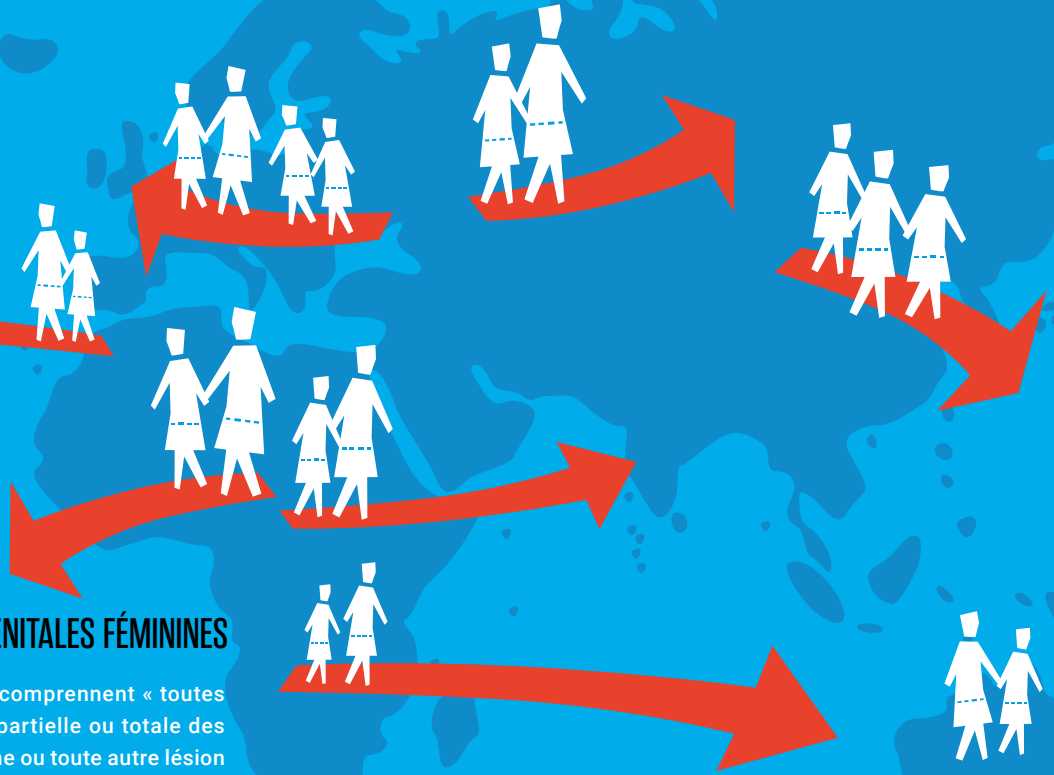 ENITALES FÉMININES
comprennent « toutes
partielle ou totale des
ne ou toute autre lésion